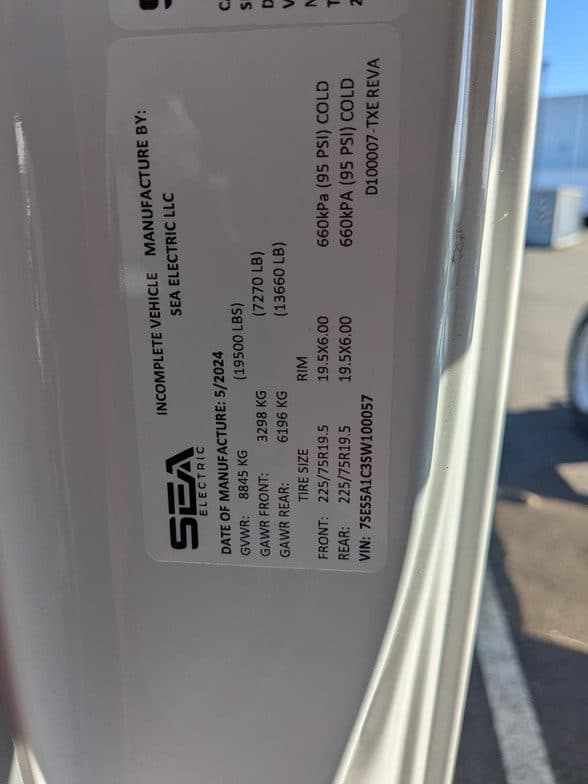 INCOMPLETE VEHICLE MANUFACTURE BY:
SEA ELECTRIC LLC
SEA
ELECTRIC
DATE OF MANUFACTURE: 5/2024
GVWR: 8845 KG (19500 LBS)
GAWR FRONT: 3298 KG (7270 LB)
GAWR REAR: 6196 KG (13660 LB)
TIRE SIZE RIM
FRONT: 225/75R19.5 19.5X6.00 660kPa (95 PSI) COLD
REAR: 225/75R19.5 19.5X6.00 660kPA (95 PSI) COLD
VIN: 7SES5A1C3SW100057 D100007-TXE REVA